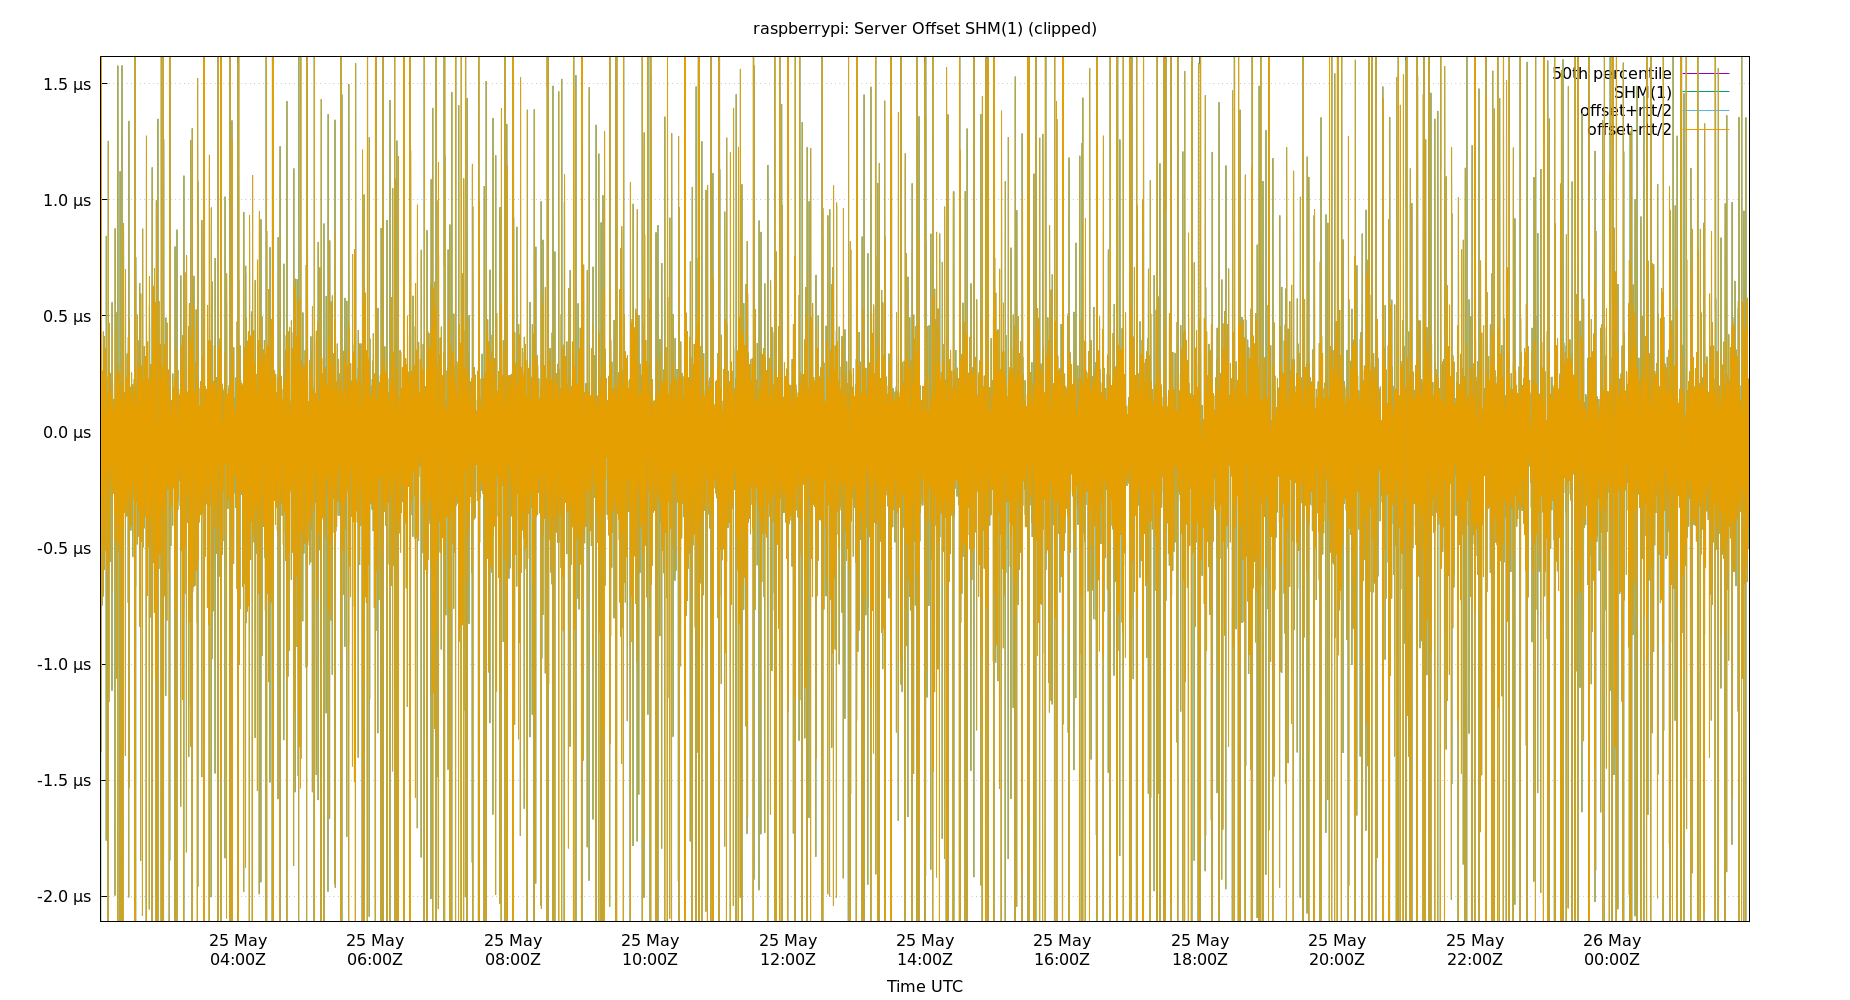 raspberrypi: Server Offset SHM(1) (clipped)
50th percentile
SHM(1)
offset+rtt/2
offset-rtt/2
1.5 µs
1.0 µs
0.5 µs
0.0 µs
-0.5 µs
-1.0 µs
-1.5 µs
-2.0 µs
25 May 25 May 25 May 25 May 25 May 25 May 25 May 25 May 25 May 25 May 26 May
04:00Z 06:00Z 08:00Z 10:00Z 12:00Z 14:00Z 16:00Z 18:00Z 20:00Z 22:00Z 00:00Z
Time UTC